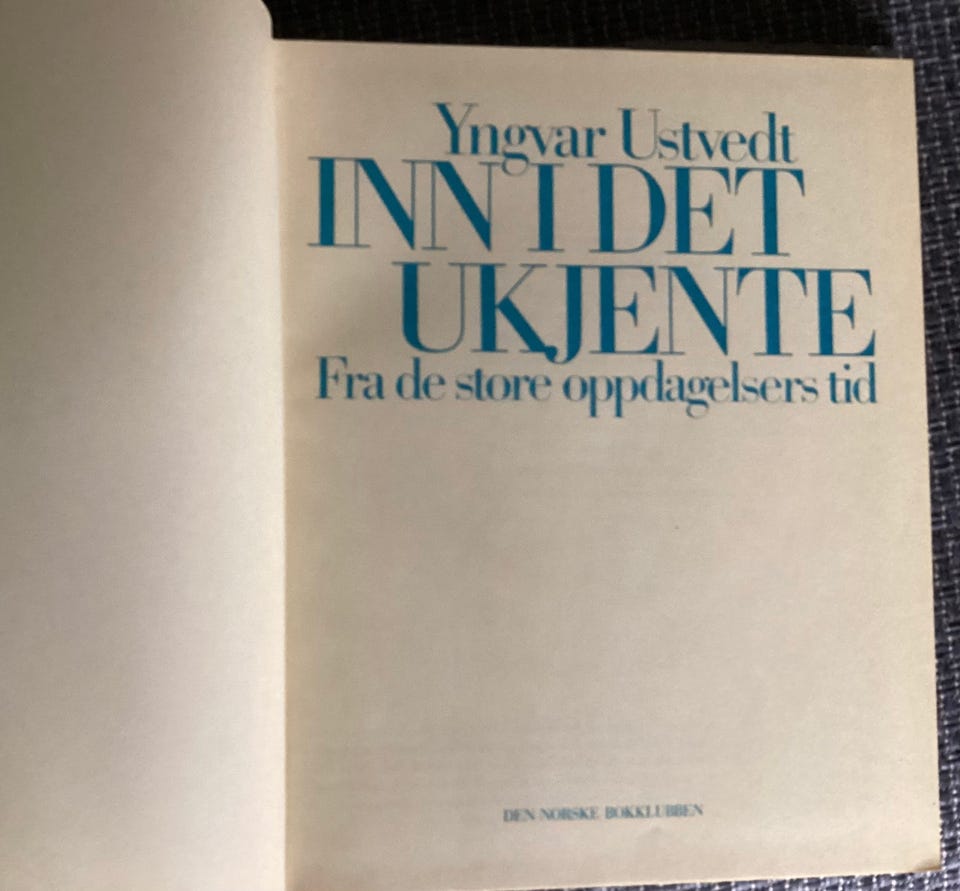 Yngvar Ustvedt
INN I DET
UKJENTE
Fra de store oppdagelsers tid
DEN NORSKE BOKKLUBBEN